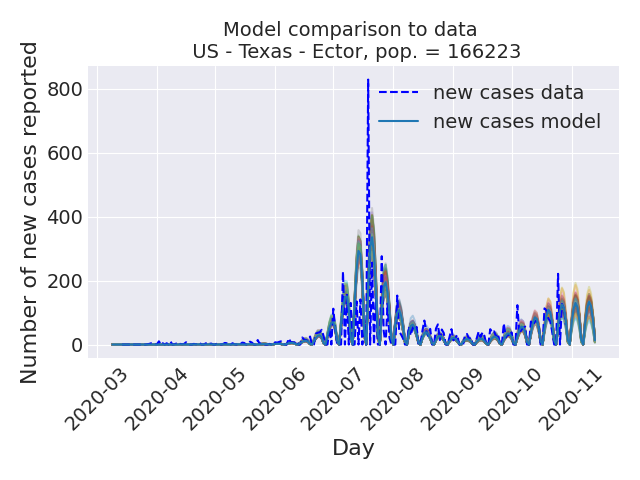 Model comparison to data
US - Texas - Ector, pop. = 166223
Number of new cases reported
800
600
400
200
0
new cases data
new cases model
2020-03
2020-04
2020-05
2020-06
2020-07
2020-08
2020-09
2020-10
2020-11
Day